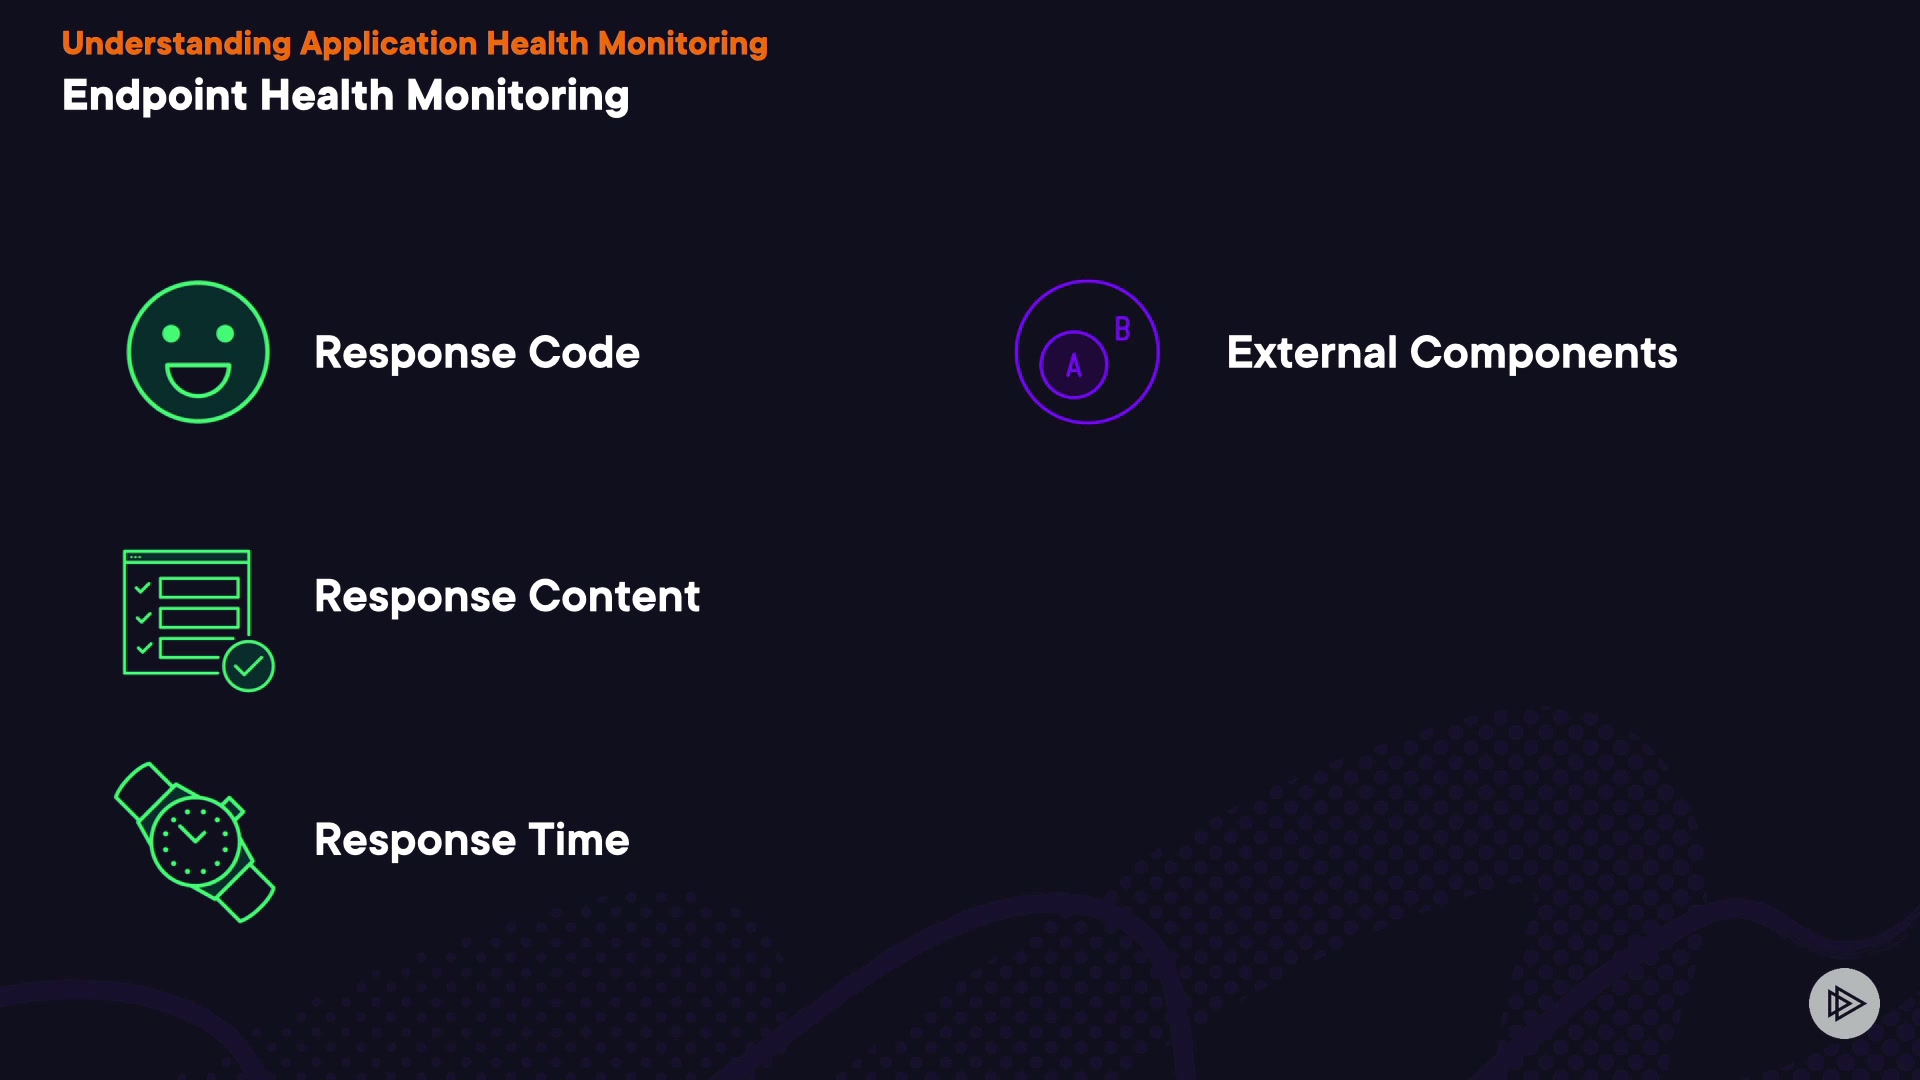 Understanding Application Health Monitoring
Endpoint Health Monitoring
Response Code
Response Content
Response Time
B
A
External Components